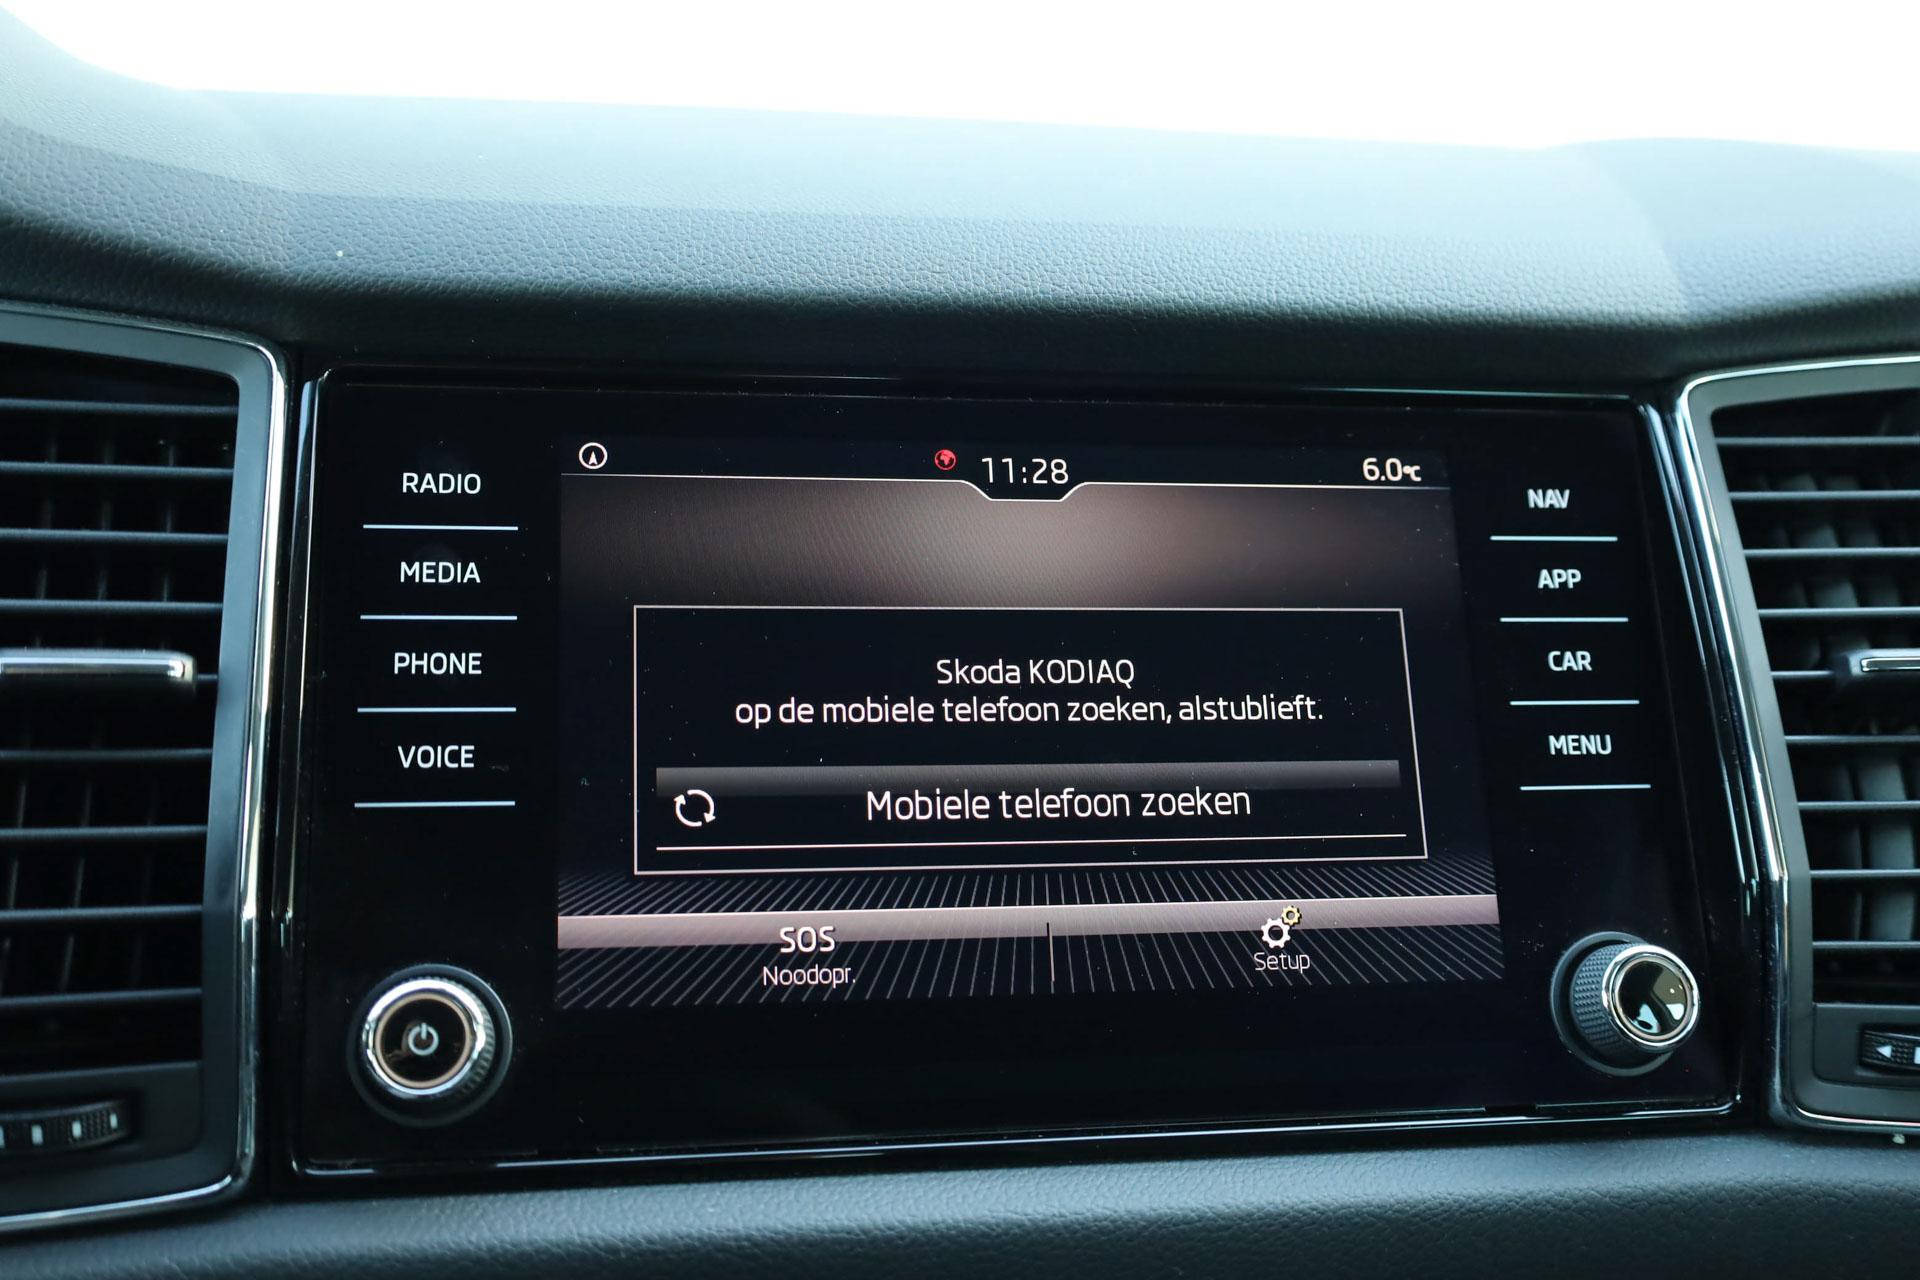 RADIO
MEDIA
PHONE
VOICE
11:28
6.0°C
Skoda KODIAQ
op de mobiele telefoon zoeken, alstublieft.
Mobiele telefoon zoeken
SOS
Noodopr.
Setup
NAV
APP
CAR
MENU